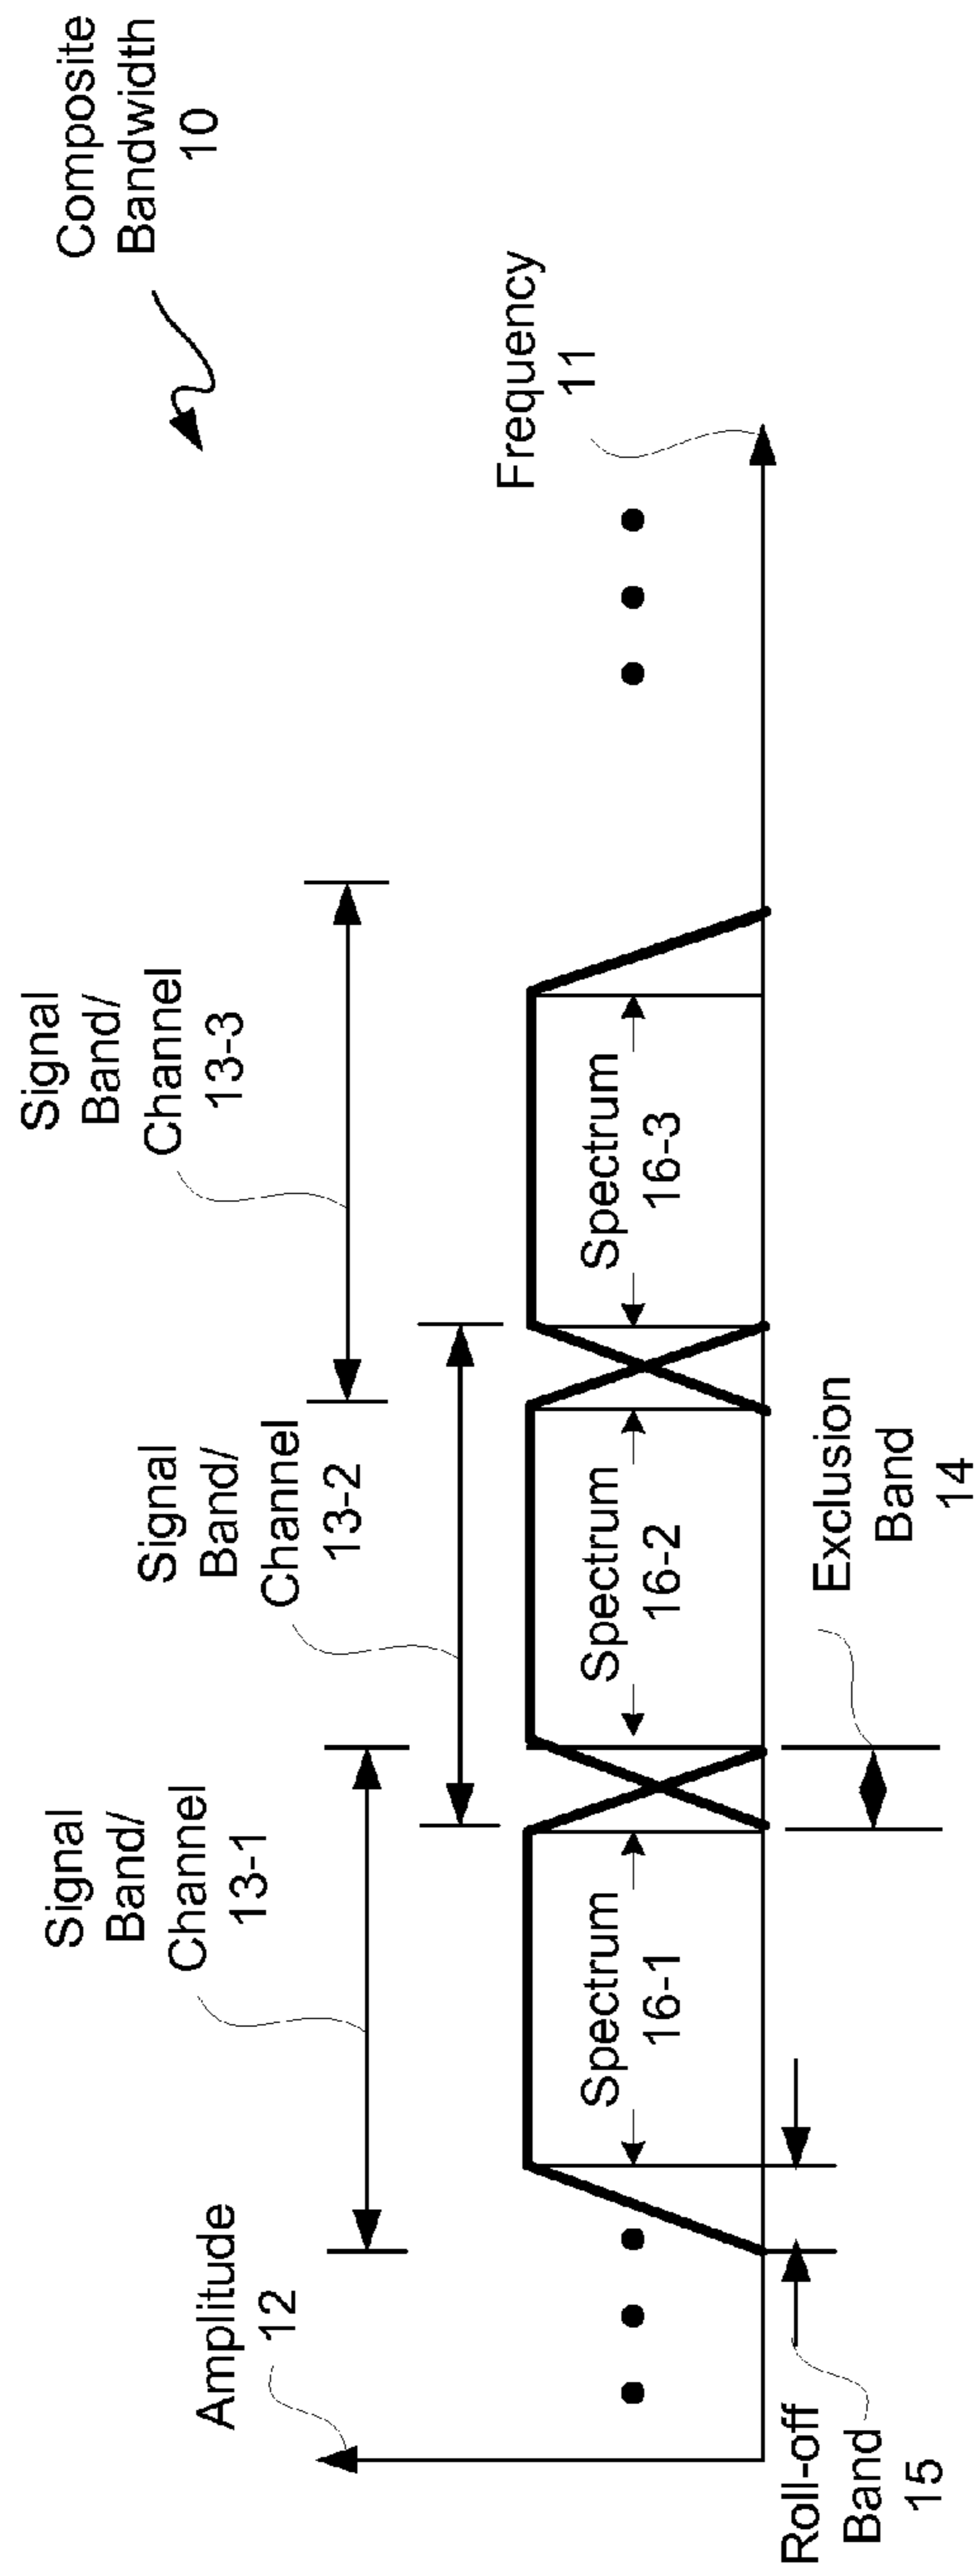 Composite
Bandwidth
10
Signal
Band/
Channel
13-1
Signal
Band/
Channel
13-2
Signal
Band/
Channel
13-3
Amplitude
12
Frequency
11
Spectrum
16-1
Spectrum
16-2
Spectrum
16-3
Roll-off
Band
15
Exclusion
Band
14